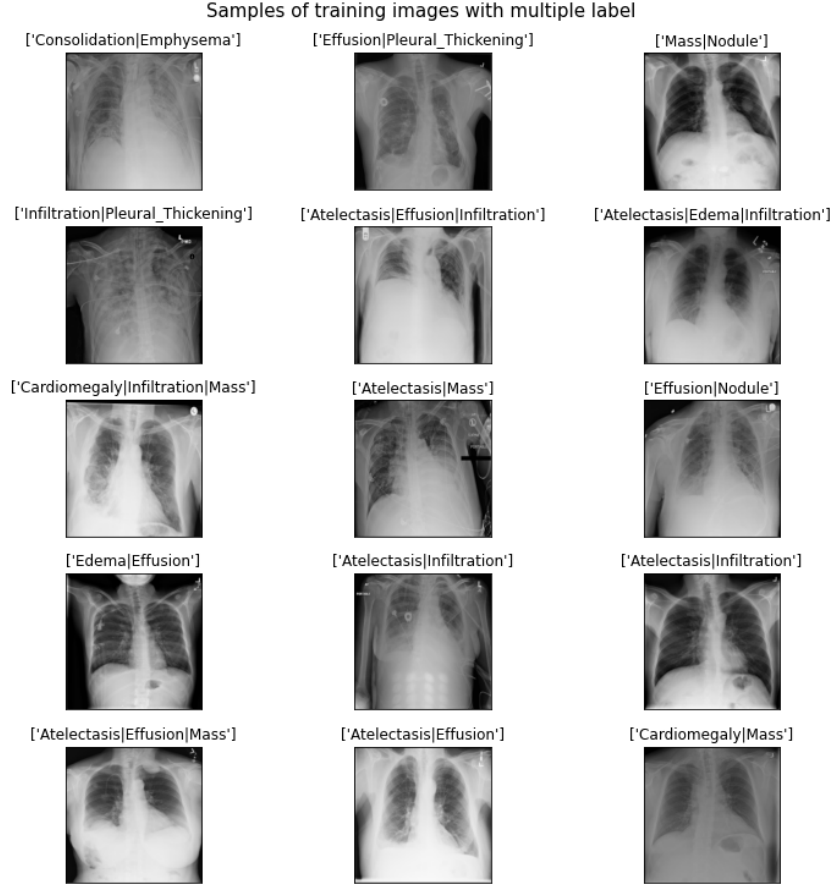 Samples of training images with multiple label
['Consolidation|Emphysema']
['Effusion|Pleural_Thickening']
['Mass|Nodule']
['Infiltration|Pleural_Thickening']
['Atelectasis|Effusion|Infiltration']
['Atelectasis|Edema|Infiltration']
['Cardiomegaly|Infiltration|Mass']
['Atelectasis|Mass']
['Effusion|Nodule']
['Edema|Effusion']
['Atelectasis|Infiltration']
['Atelectasis|Infiltration']
['Atelectasis|Effusion|Mass']
['Atelectasis|Effusion']
['Cardiomegaly|Mass']